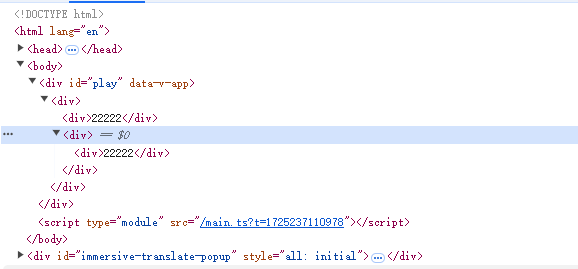 <!DOCTYPE html>
<html lang="en">
<head> ⋯ </head>
<body>
<div id="play" data-v-app>
<div>
<div>22222</div>
⋯ <div> == $0
<div>22222</div>
</div>
</div>
</div>
<script type="module" src="/main.ts?t=1725237110978"></script>
</body>
<div id="immersive-translate-popup" style="all: initial"> ⋯ </div>